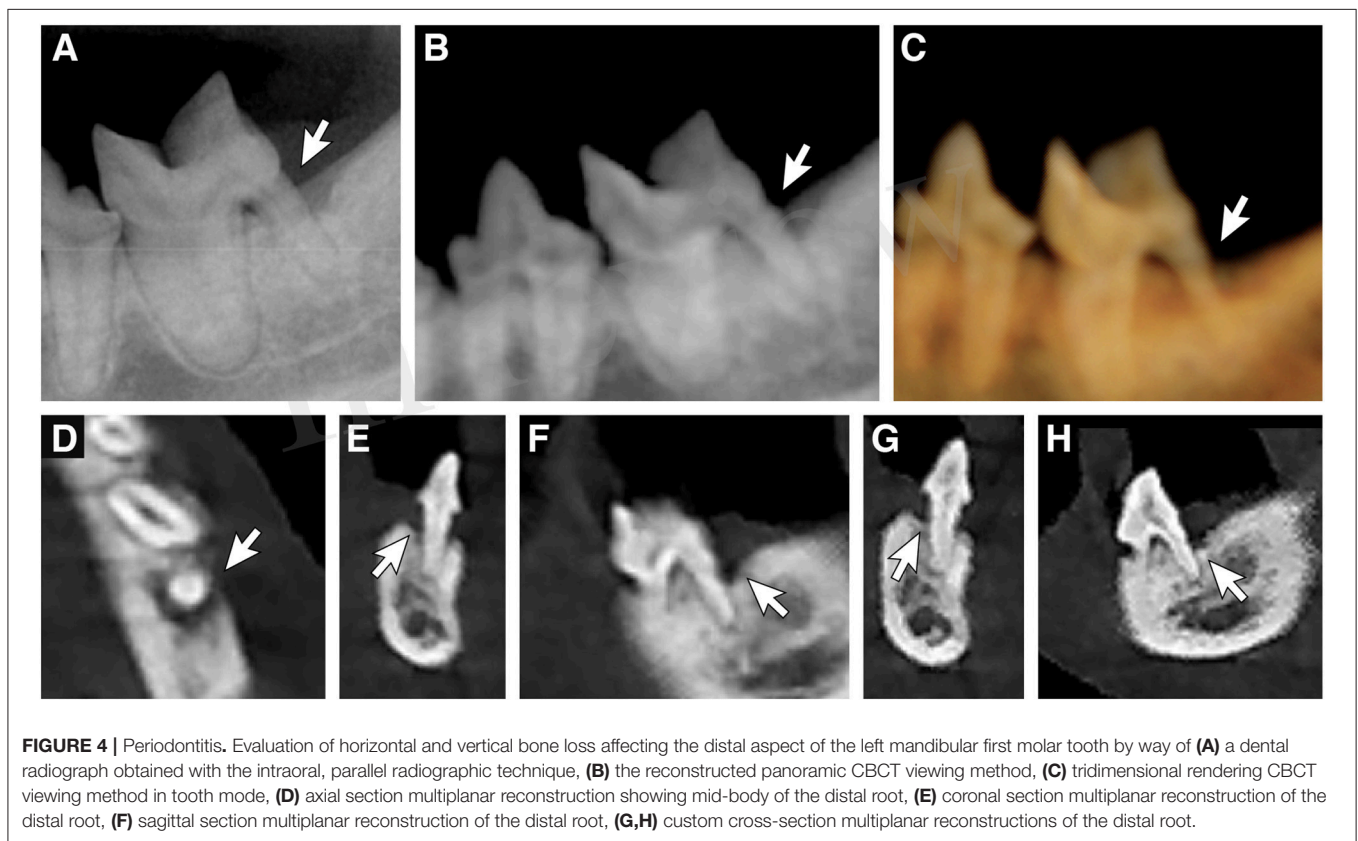 A
B
C
D
E
F
G
H
FIGURE 4 | Periodontitis. Evaluation of horizontal and vertical bone loss affecting the distal aspect of the left mandibular first molar tooth by way of (A) a dental
radiograph obtained with the intraoral, parallel radiographic technique, (B) the reconstructed panoramic CBCT viewing method, (C) tridimensional rendering CBCT
viewing method in tooth mode, (D) axial section multiplanar reconstruction showing mid-body of the distal root, (E) coronal section multiplanar reconstruction of the
distal root, (F) sagittal section multiplanar reconstruction of the distal root, (G,H) custom cross-section multiplanar reconstructions of the distal root.